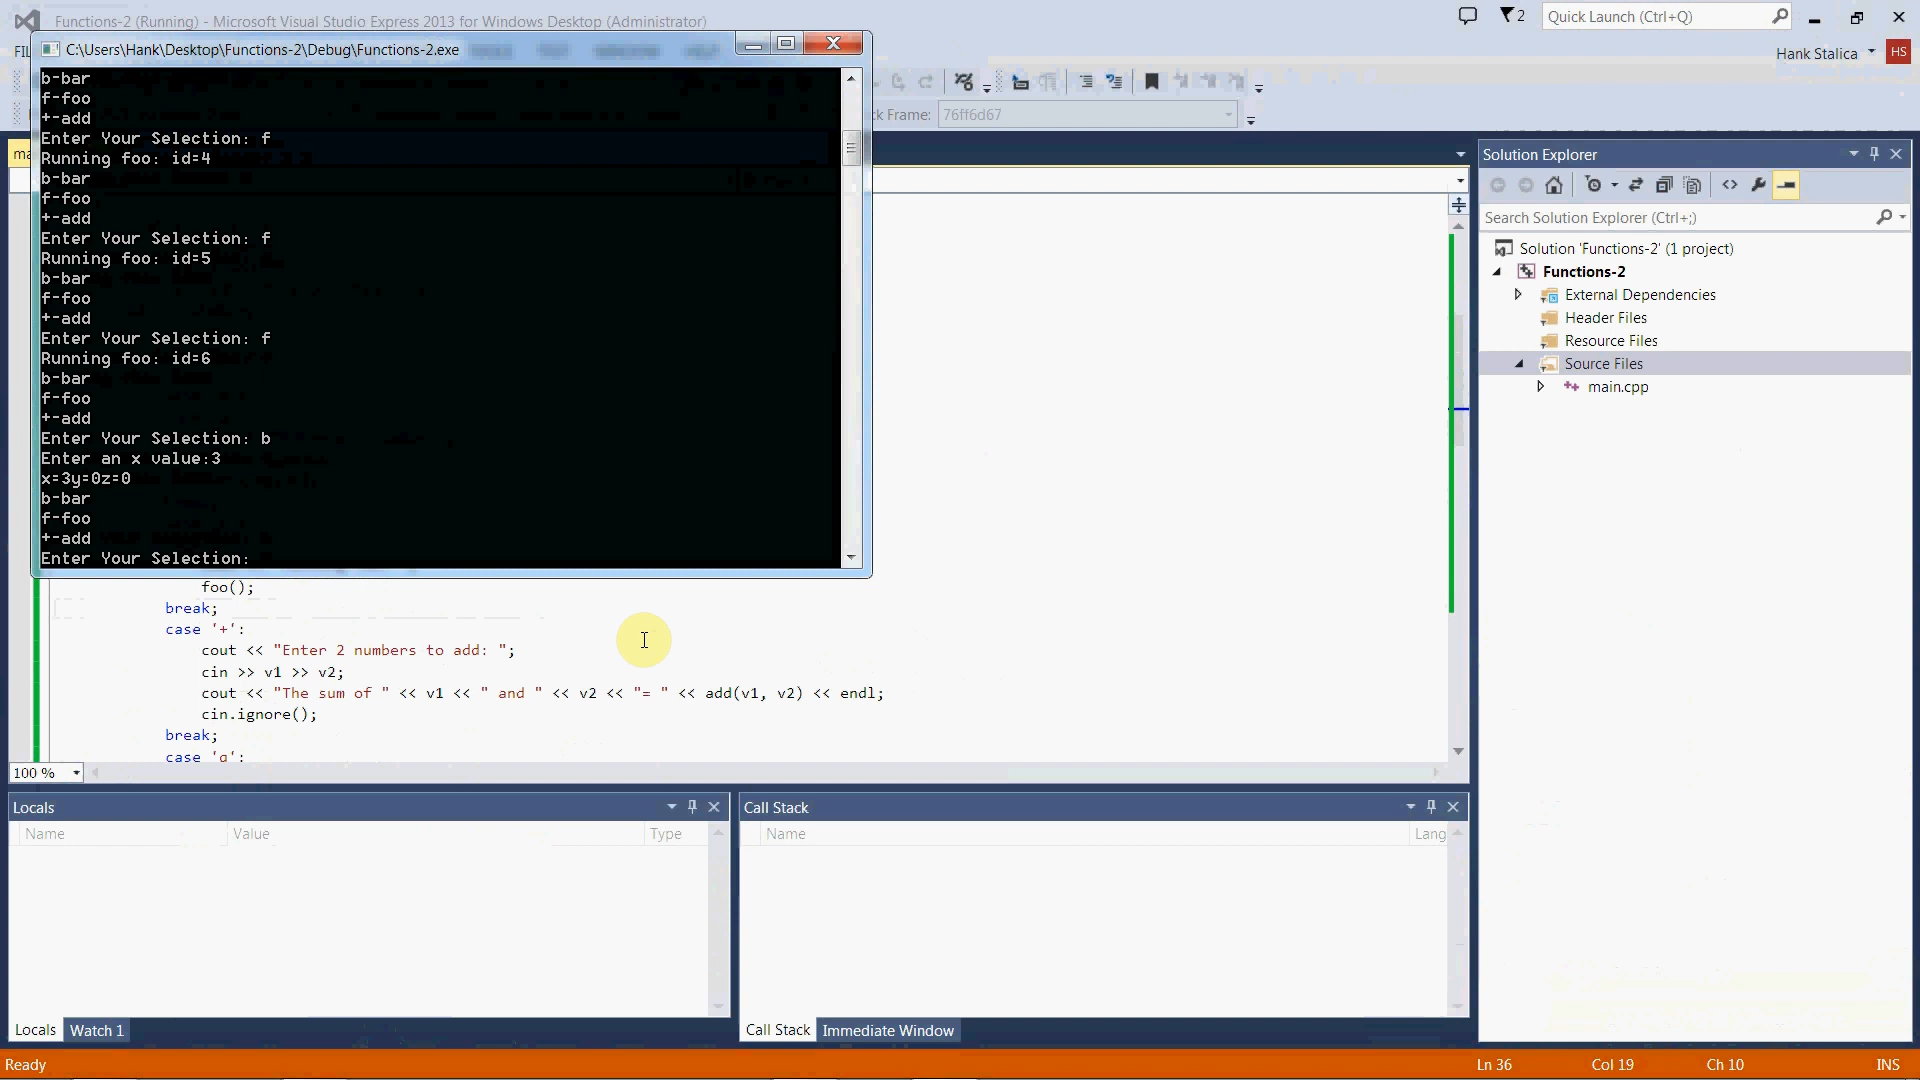 Functions-2 (Running) - Microsoft Visual Studio Express 2013 for Windows Desktop (Administrator)
2
Quick Launch (Ctrl+Q)
C:\Users\Hank\Desktop\Functions-2\Debug\Functions-2.exe
Hank Stalica
HS
ck Frame:
76ff6d67
b-bar
f-foo
+-add
Enter Your Selection: f
Running foo: id=4
b-bar
f-foo
+-add
Enter Your Selection: f
Running foo: id=5
b-bar
f-foo
+-add
Enter Your Selection: f
Running foo: id=6
b-bar
f-foo
+-add
Enter Your Selection: b
Enter an x value:3
x=3y=0z=0
b-bar
f-foo
+-add
Enter Your Selection:
foo();
break;
case '+':
cout << "Enter 2 numbers to add: ";
cin >> v1 >> v2;
cout << "The sum of " << v1 << " and " << v2 << "= " << add(v1, v2) << endl;
cin.ignore();
break;
case 'q':
100 %
Solution Explorer
Search Solution Explorer (Ctrl+;)
Solution 'Functions-2' (1 project)
Functions-2
External Dependencies
Header Files
Resource Files
Source Files
main.cpp
Locals
Name Value Type
Locals Watch 1
Call Stack
Name Lang
Call Stack Immediate Window
Ready
Ln 36 Col 19 Ch 10 INS